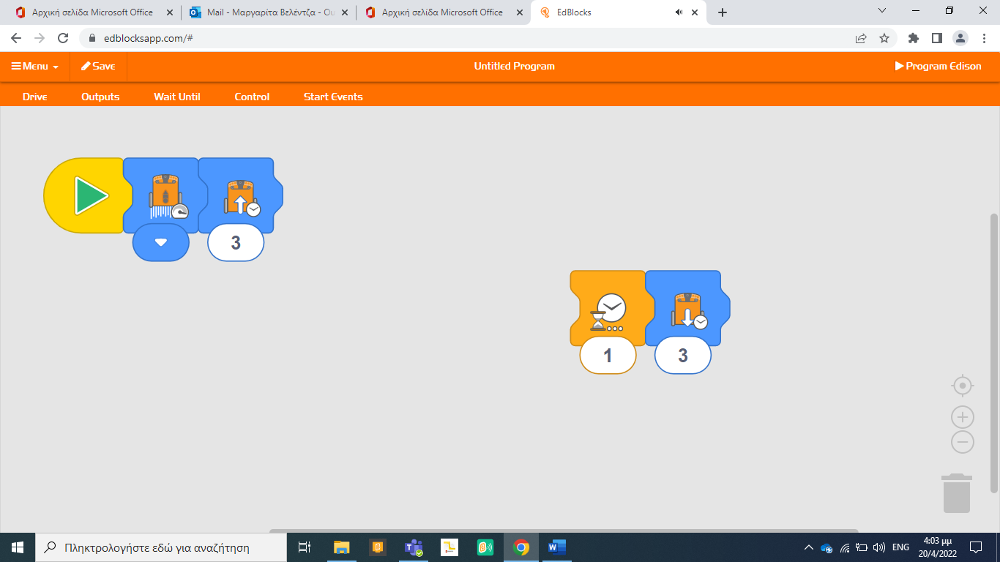 Αρχική σελίδα Microsoft Office
Mail - Μαργαρίτα Βελέντζα - Ou
Αρχική σελίδα Microsoft Office
EdBlocks
edblocksapp.com/#
Menu
Save
Untitled Program
Program Edison
Drive
Outputs
Wait Until
Control
Start Events
3
1
3
Πληκτρολογήστε εδώ για αναζήτηση
ΕΝG
4:03 μμ
20/4/2022